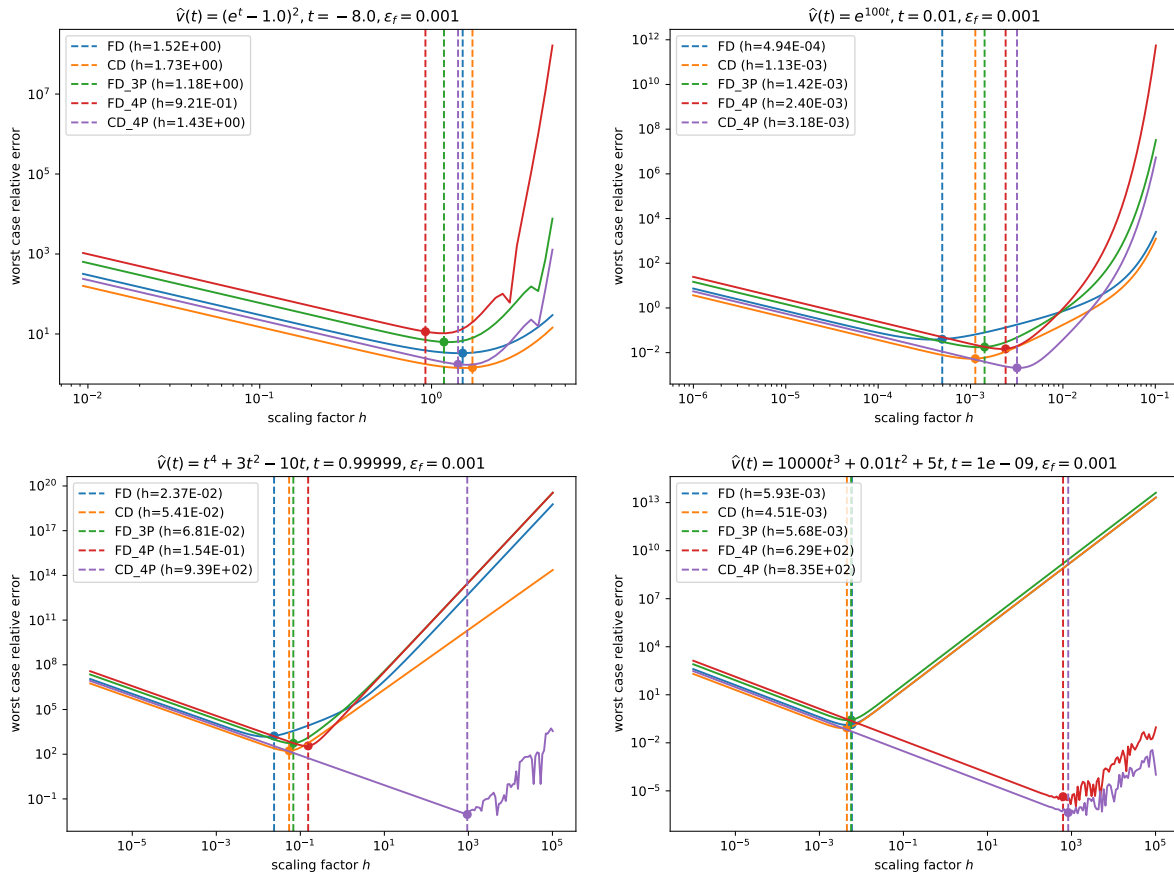 v̂(t) = (e^t − 1.0)^2, t = −8.0, ε_f = 0.001
FD (h=1.52E+00)
CD (h=1.73E+00)
FD_3P (h=1.18E+00)
FD_4P (h=9.21E-01)
CD_4P (h=1.43E+00)
worst case relative error
10^7
10^5
10^3
10^1
10^−2
10^−1
10^0
scaling factor h
v̂(t) = e^100t, t = 0.01, ε_f = 0.001
FD (h=4.94E-04)
CD (h=1.13E-03)
FD_3P (h=1.42E-03)
FD_4P (h=2.40E-03)
CD_4P (h=3.18E-03)
worst case relative error
10^12
10^10
10^8
10^6
10^4
10^2
10^0
10^−2
10^−6
10^−5
10^−4
10^−3
10^−2
10^−1
scaling factor h
v̂(t) = t^4 + 3t^2 − 10t, t = 0.99999, ε_f = 0.001
FD (h=2.37E-02)
CD (h=5.41E-02)
FD_3P (h=6.81E-02)
FD_4P (h=1.54E-01)
CD_4P (h=9.39E+02)
worst case relative error
10^20
10^17
10^14
10^11
10^8
10^5
10^2
10^−1
10^−5
10^−3
10^−1
10^1
10^3
10^5
scaling factor h
v̂(t) = 10000t^3 + 0.01t^2 + 5t, t = 1e − 09, ε_f = 0.001
FD (h=5.93E-03)
CD (h=4.51E-03)
FD_3P (h=5.68E-03)
FD_4P (h=6.29E+02)
CD_4P (h=8.35E+02)
worst case relative error
10^13
10^10
10^7
10^4
10^1
10^−2
10^−5
10^−5
10^−3
10^−1
10^1
10^3
10^5
scaling factor h